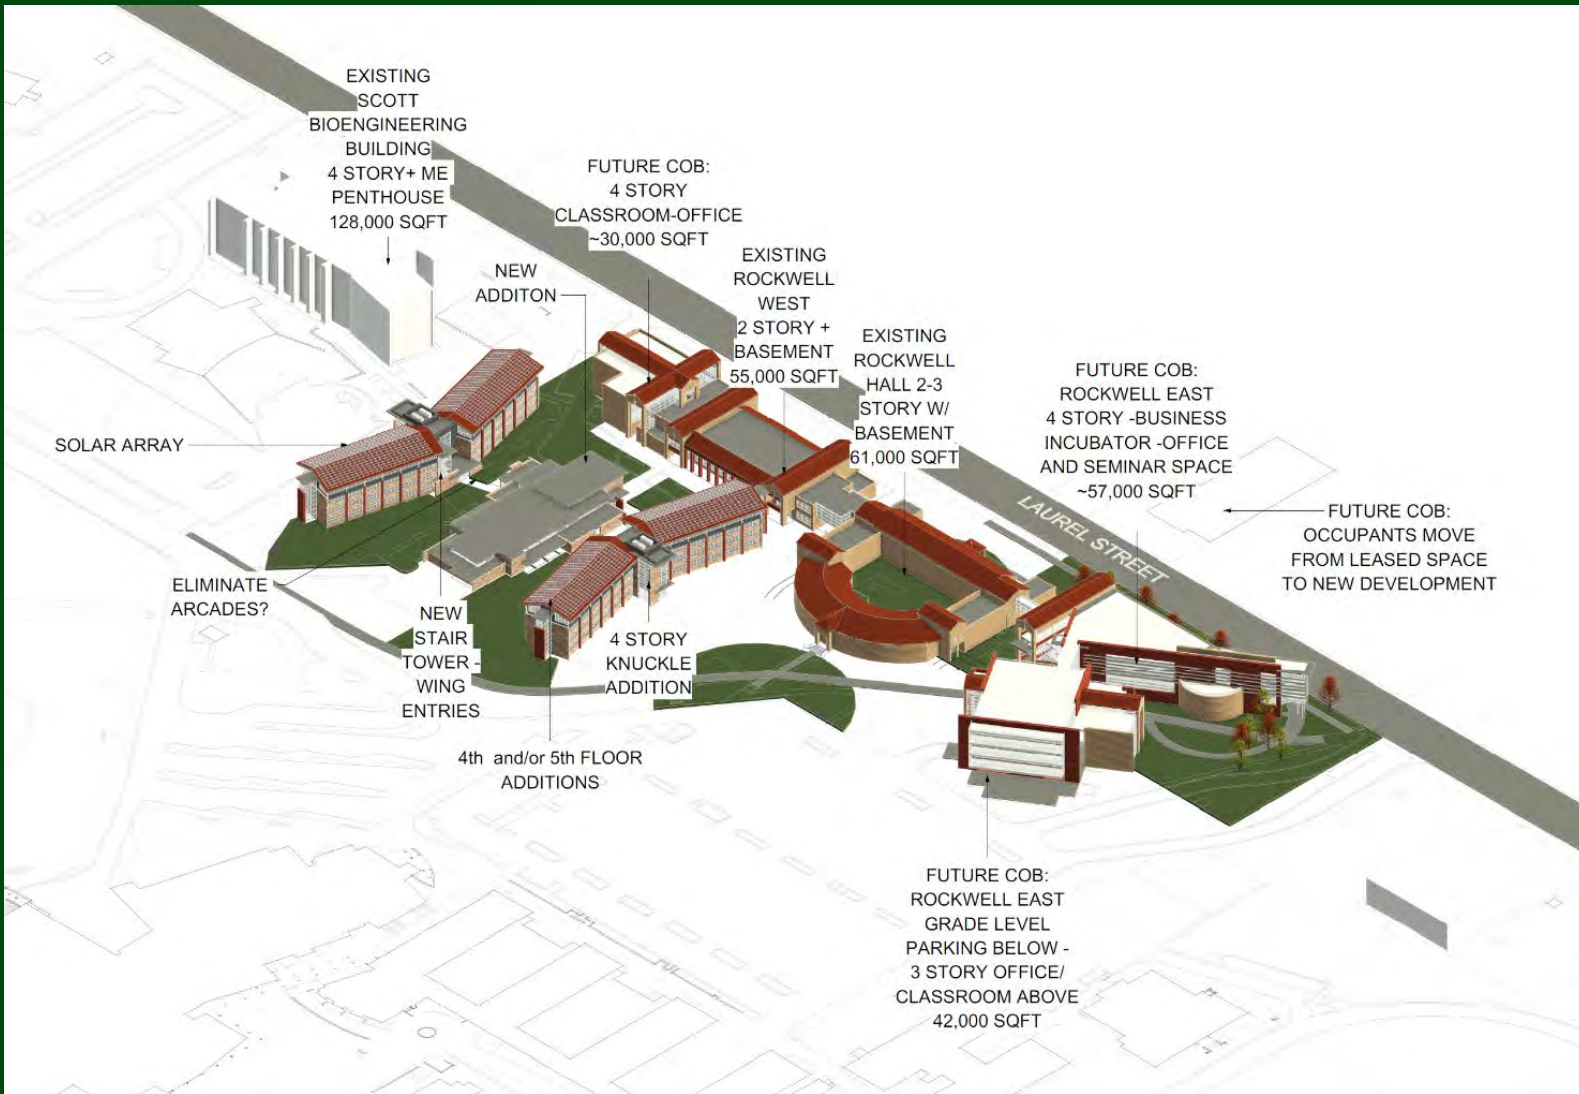 EXISTING
SCOTT
BIOENGINEERING
BUILDING
4 STORY+ ME
PENTHOUSE
128,000 SQFT
FUTURE COB:
4 STORY
CLASSROOM-OFFICE
~30,000 SQFT
NEW
ADDITON
EXISTING
ROCKWELL
WEST
2 STORY +
BASEMENT
55,000 SQFT
EXISTING
ROCKWELL
HALL 2-3
STORY W/
BASEMENT
61,000 SQFT
FUTURE COB:
ROCKWELL EAST
4 STORY -BUSINESS
INCUBATOR -OFFICE
AND SEMINAR SPACE
~57,000 SQFT
SOLAR ARRAY
LAUREL STREET
FUTURE COB:
OCCUPANTS MOVE
FROM LEASED SPACE
TO NEW DEVELOPMENT
ELIMINATE
ARCADES?
NEW
STAIR
TOWER -
WING
ENTRIES
4 STORY
KNUCKLE
ADDITION
4th and/or 5th FLOOR
ADDITIONS
FUTURE COB:
ROCKWELL EAST
GRADE LEVEL
PARKING BELOW -
3 STORY OFFICE/
CLASSROOM ABOVE
42,000 SQFT